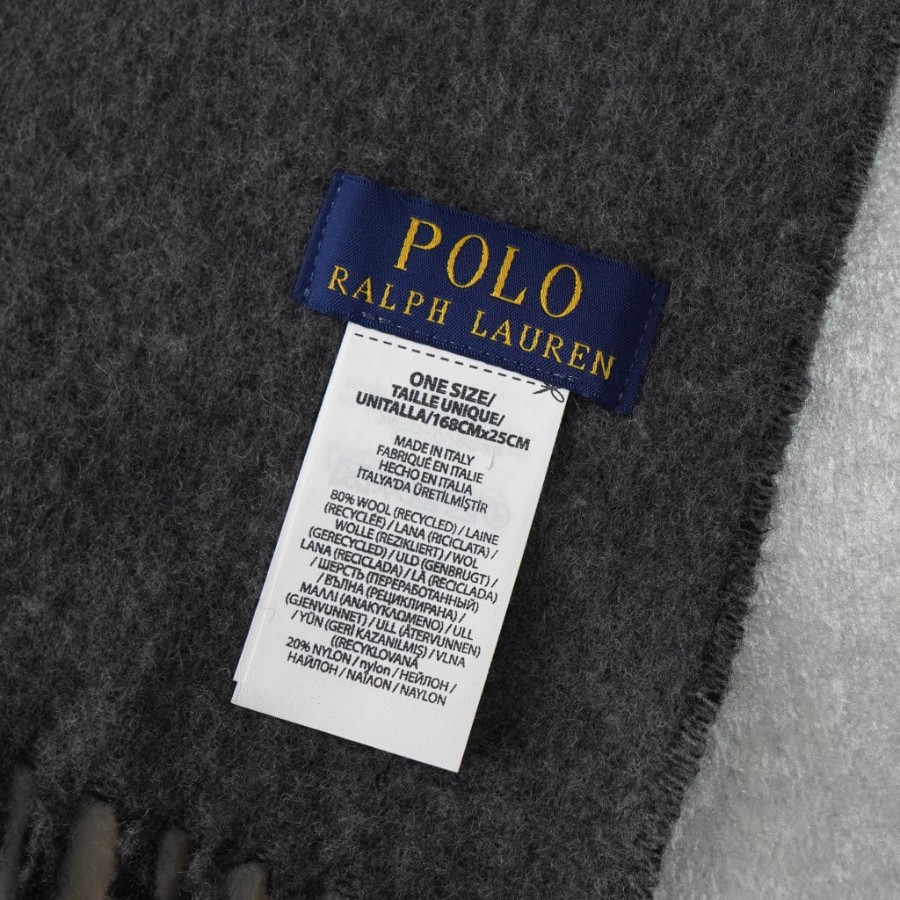 POLO
RALPH LAUREN
ONE SIZE/
TAILLE UNIQUE/
UNITALLA/168CMx25CM
MADE IN ITALY
FABRIQUÉ EN ITALIE
HECHO EN ITALIA
İTALYA'DA ÜRETİLMİŞTİR
80% WOOL (RECYCLED) / LAINE
(RECYCLÉE) / LANA (RICICLATA) /
WOLLE (REZIKLIERT) / WOL
(GERECYCLED) / ULD (GENBRUGT) /
LANA (RECICLADA) / LÃ (RECICLADA)
/ ШЕРСТЬ (ПЕРЕРАБОТАННЫЙ)
/ ВЪЛНА (РЕЦИКЛИРАНА) /
ΜΑΛΛΙ (ΑΝΑΚΥΚΛΩΜΕΝΟ) / ULL
(GJENVUNNET) / ULL (ÅTERVUNNEN)
/ YÜN (GERİ KAZANILMIŞ) / VLNA
((RECYKLOVANÁ
20% NYLON / nylon / НЕЙЛОН /
НАЙЛОН / ΝΑΪΛΟΝ / NAYLON